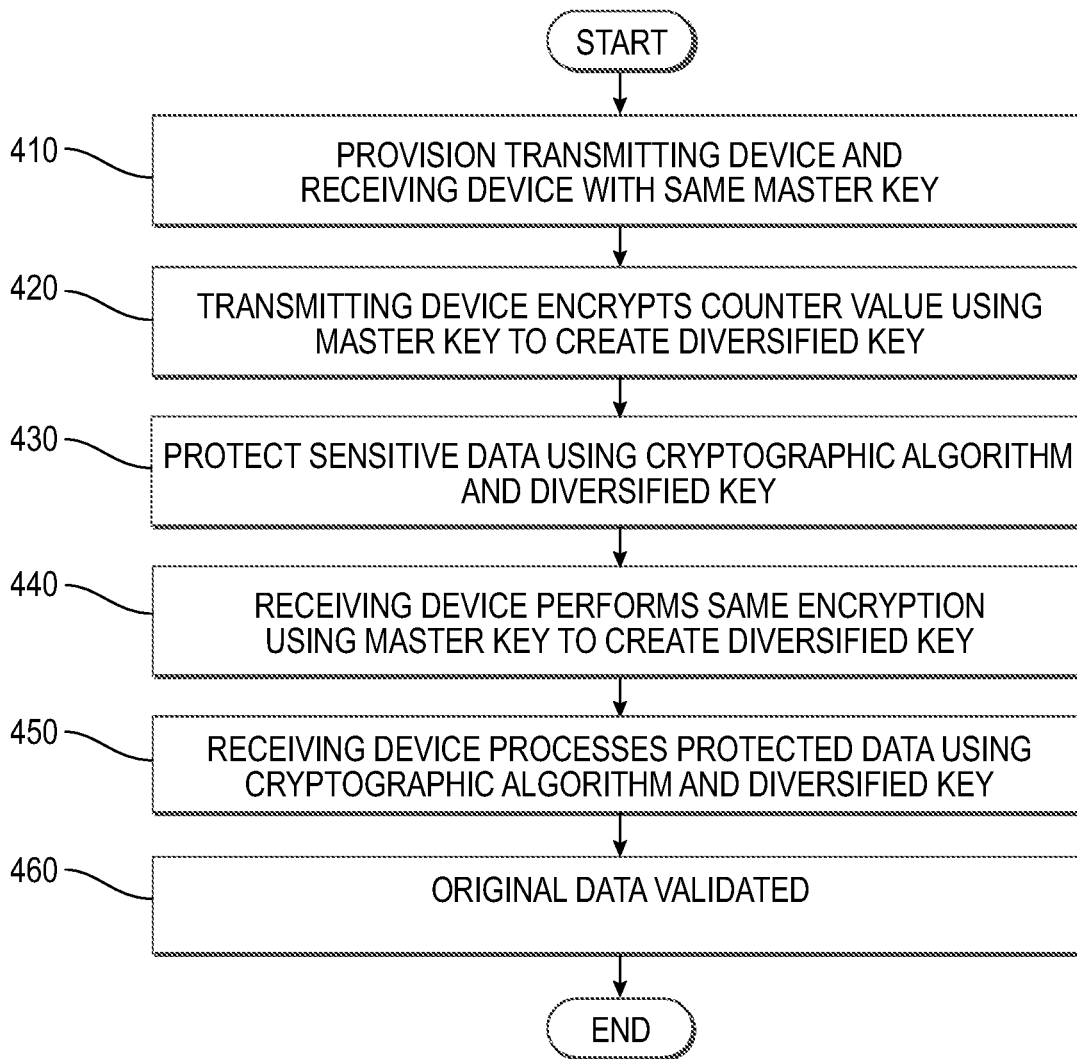 START
410
PROVISION TRANSMITTING DEVICE AND
RECEIVING DEVICE WITH SAME MASTER KEY
420
TRANSMITTING DEVICE ENCRYPTS COUNTER VALUE USING
MASTER KEY TO CREATE DIVERSIFIED KEY
430
PROTECT SENSITIVE DATA USING CRYPTOGRAPHIC ALGORITHM
AND DIVERSIFIED KEY
440
RECEIVING DEVICE PERFORMS SAME ENCRYPTION
USING MASTER KEY TO CREATE DIVERSIFIED KEY
450
RECEIVING DEVICE PROCESSES PROTECTED DATA USING
CRYPTOGRAPHIC ALGORITHM AND DIVERSIFIED KEY
460
ORIGINAL DATA VALIDATED
END